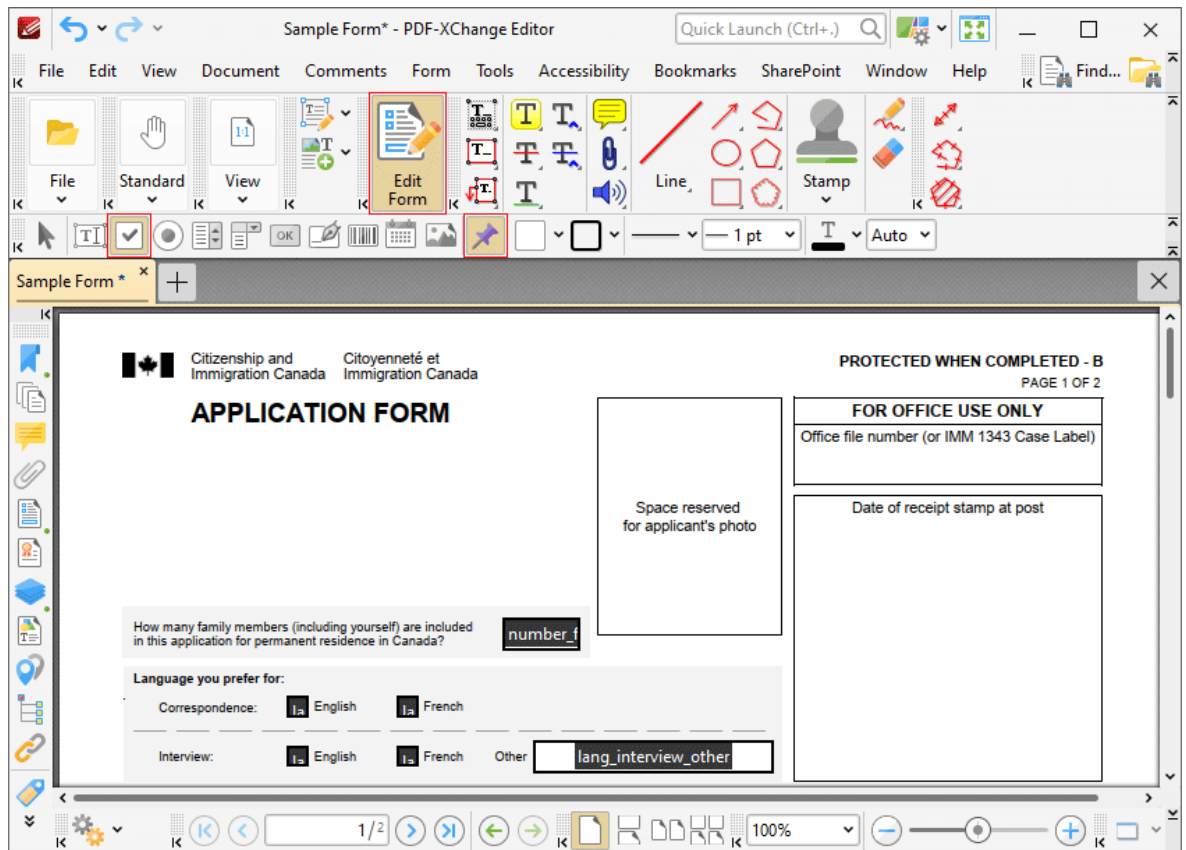 Sample Form* - PDF-XChange Editor
Quick Launch (Ctrl+.)
File Edit View Document Comments Form Tools Accessibility Bookmarks SharePoint Window Help
Find...
File
Standard
View
Edit
Form
Line
Stamp
OK
1 pt
Auto
Sample Form *
Citizenship and Citoyenneté et
Immigration Canada Immigration Canada
PROTECTED WHEN COMPLETED - B
PAGE 1 OF 2
APPLICATION FORM
FOR OFFICE USE ONLY
Office file number (or IMM 1343 Case Label)
Space reserved
for applicant's photo
Date of receipt stamp at post
How many family members (including yourself) are included
in this application for permanent residence in Canada?
number_f
Language you prefer for:
Correspondence: la English la French
Interview: la English la French Other lang_interview_other
1/2
100%